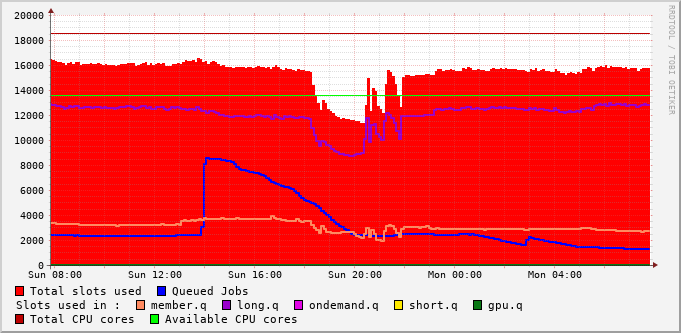 20000
18000
16000
14000
12000
10000
8000
6000
4000
2000
0
Sun 08:00 Sun 12:00 Sun 16:00 Sun 20:00 Mon 00:00 Mon 04:00
RRDTOOL / TOBI OETIKER
Total slots used Queued Jobs
Slots used in : member.q long.q ondemand.q short.q gpu.q
Total CPU cores Available CPU cores